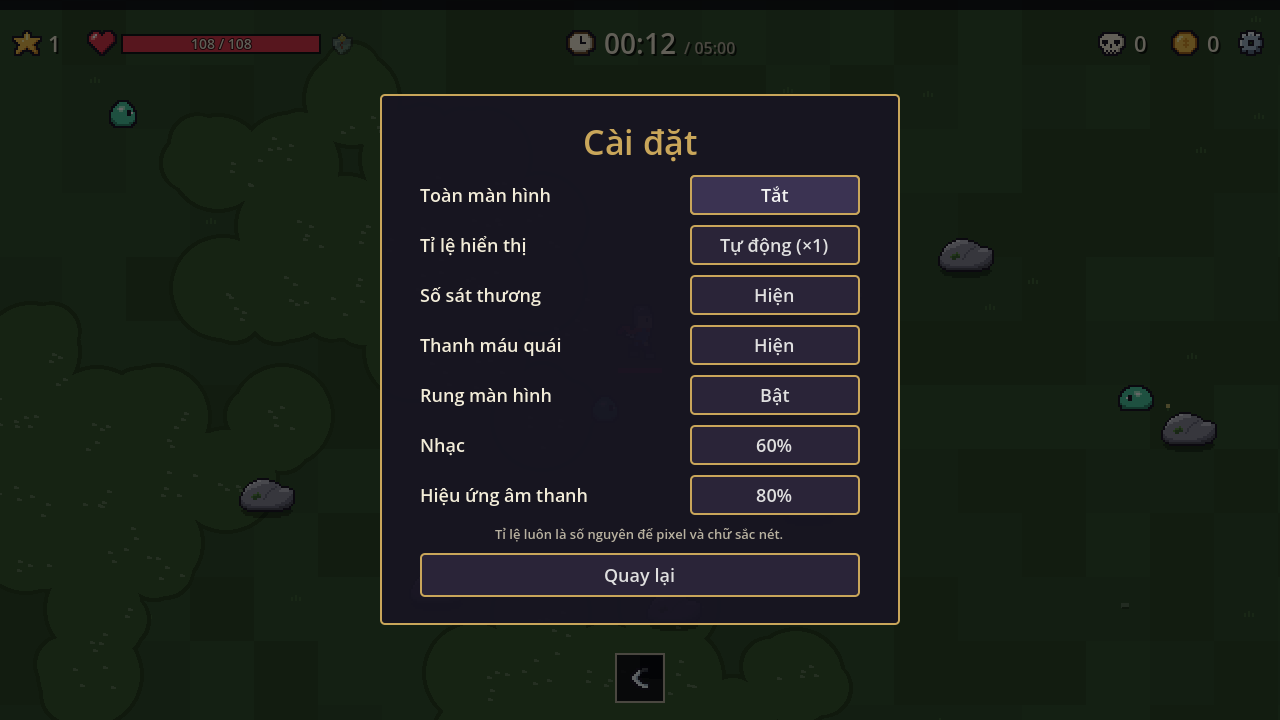 1
108 / 108
00:12 / 05:00
0
0
Cài đặt
Toàn màn hình
Tắt
Tỉ lệ hiển thị
Tự động (×1)
Số sát thương
Hiện
Thanh máu quái
Hiện
Rung màn hình
Bật
Nhạc
60%
Hiệu ứng âm thanh
80%
Tỉ lệ luôn là số nguyên để pixel và chữ sắc nét.
Quay lại